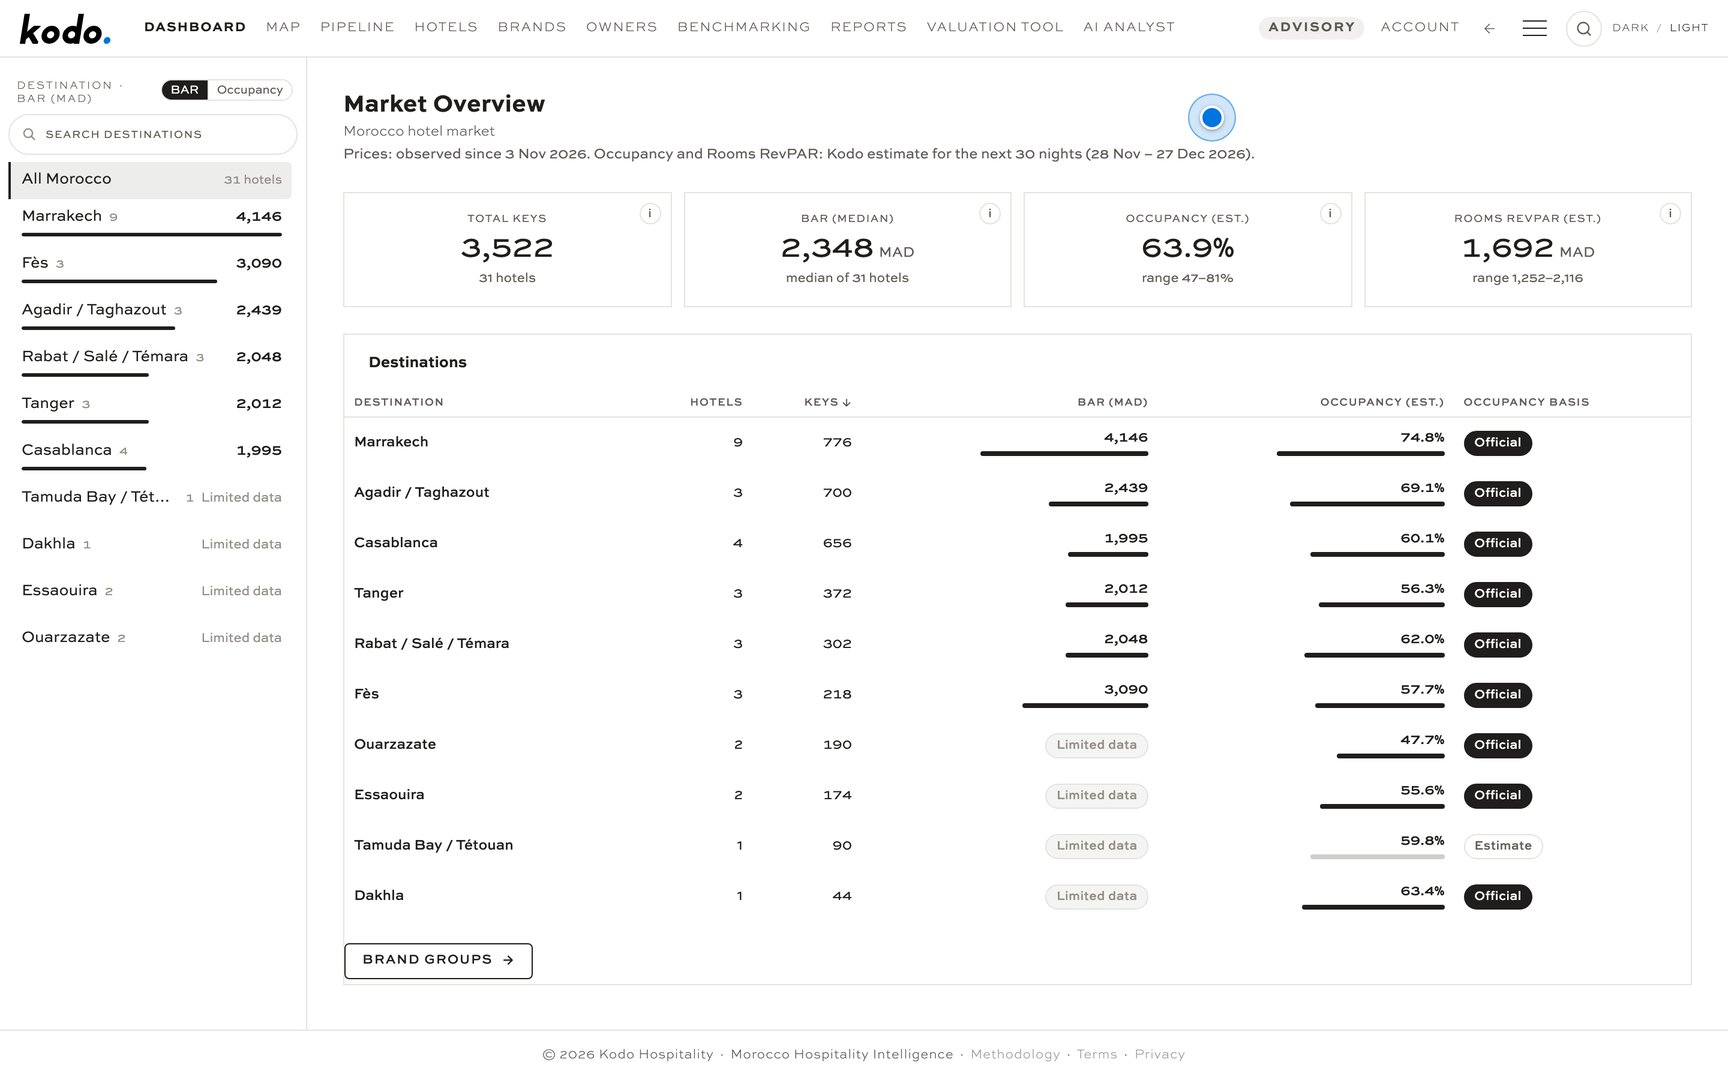 kodo.
DASHBOARD MAP PIPELINE HOTELS BRANDS OWNERS BENCHMARKING REPORTS VALUATION TOOL AI ANALYST ADVISORY ACCOUNT ← DARK / LIGHT
DESTINATION ·
BAR (MAD)
BAR Occupancy
SEARCH DESTINATIONS
All Morocco 31 hotels
Marrakech 9 4,146
Fès 3 3,090
Agadir / Taghazout 3 2,439
Rabat / Salé / Témara 3 2,048
Tanger 3 2,012
Casablanca 4 1,995
Tamuda Bay / Tét... 1 Limited data
Dakhla 1 Limited data
Essaouira 2 Limited data
Ouarzazate 2 Limited data
Market Overview
Morocco hotel market
Prices: observed since 3 Nov 2026. Occupancy and Rooms RevPAR: Kodo estimate for the next 30 nights (28 Nov – 27 Dec 2026).
TOTAL KEYS i
3,522
31 hotels
BAR (MEDIAN) i
2,348 MAD
median of 31 hotels
OCCUPANCY (EST.) i
63.9%
range 47–81%
ROOMS REVPAR (EST.) i
1,692 MAD
range 1,252–2,116
Destinations
DESTINATION HOTELS KEYS ↓ BAR (MAD) OCCUPANCY (EST.) OCCUPANCY BASIS
Marrakech 9 776 4,146 74.8% Official
Agadir / Taghazout 3 700 2,439 69.1% Official
Casablanca 4 656 1,995 60.1% Official
Tanger 3 372 2,012 56.3% Official
Rabat / Salé / Témara 3 302 2,048 62.0% Official
Fès 3 218 3,090 57.7% Official
Ouarzazate 2 190 Limited data 47.7% Official
Essaouira 2 174 Limited data 55.6% Official
Tamuda Bay / Tétouan 1 90 Limited data 59.8% Estimate
Dakhla 1 44 Limited data 63.4% Official
BRAND GROUPS →
© 2026 Kodo Hospitality · Morocco Hospitality Intelligence · Methodology · Terms · Privacy